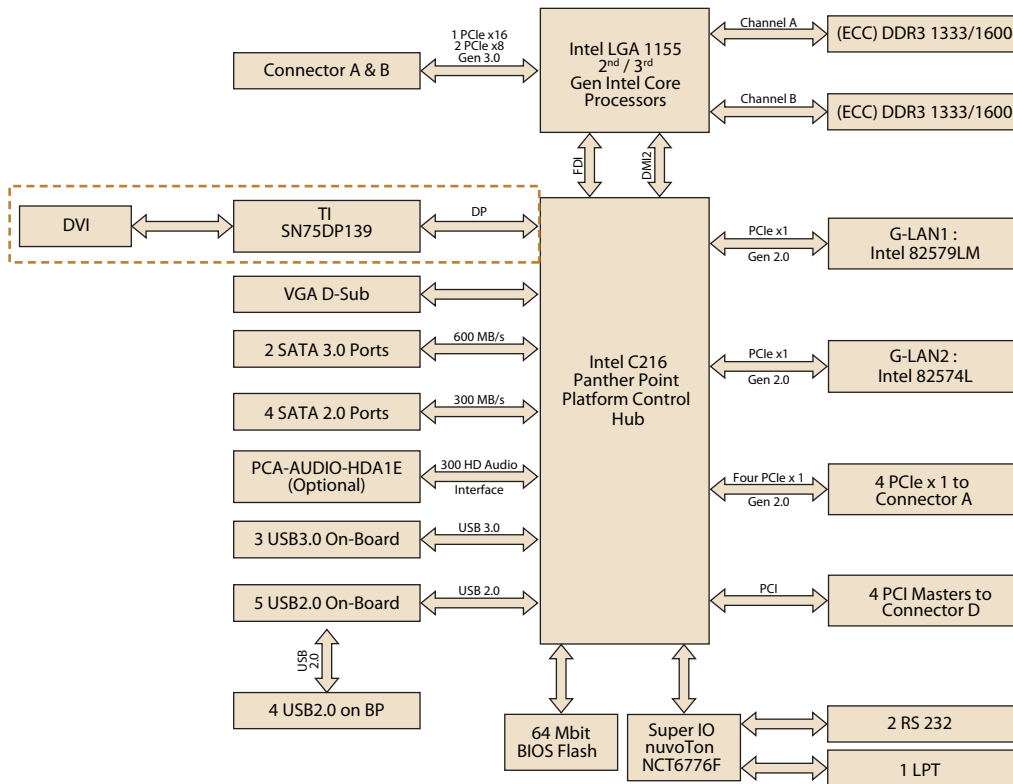 1 PCIe x16
2 PCIe x8
Gen 3.0
Connector A & B
Intel LGA 1155
2nd / 3rd
Gen Intel Core
Processors
Channel A
(ECC) DDR3 1333/1600
Channel B
(ECC) DDR3 1333/1600
FDI
DMI2
DVI
TI
SN75DP139
DP
VGA D-Sub
2 SATA 3.0 Ports
600 MB/s
4 SATA 2.0 Ports
300 MB/s
PCA-AUDIO-HDA1E
(Optional)
300 HD Audio
Interface
3 USB3.0 On-Board
USB 3.0
5 USB2.0 On-Board
USB 2.0
USB
2.0
4 USB2.0 on BP
Intel C216
Panther Point
Platform Control
Hub
PCIe x1
Gen 2.0
G-LAN1 :
Intel 82579LM
PCIe x1
Gen 2.0
G-LAN2 :
Intel 82574L
Four PCIe x 1
Gen 2.0
4 PCIe x 1 to
Connector A
PCI
4 PCI Masters to
Connector D
64 Mbit
BIOS Flash
Super IO
nuvoTon
NCT6776F
2 RS 232
1 LPT